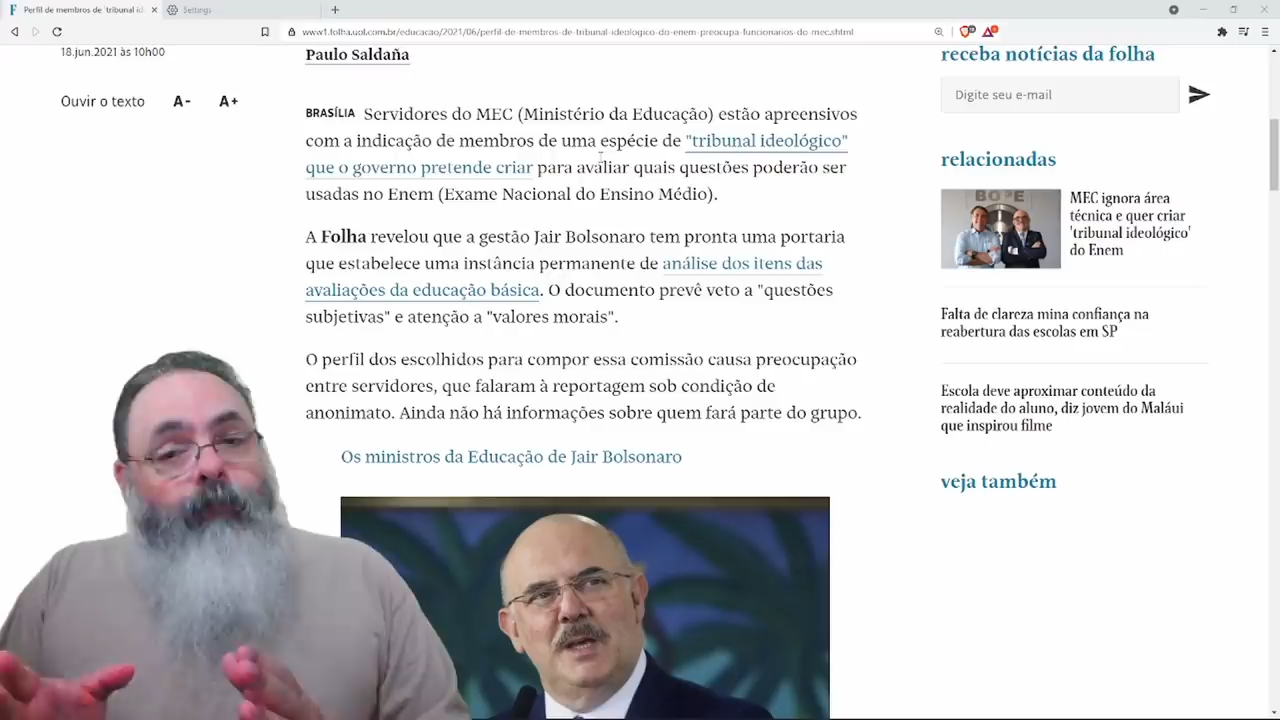 Perfil de membros de 'tribunal id
Settings
www1.folha.uol.com.br/educacao/2021/06/perfil-de-membros-de-tribunal-ideologico-do-enem-preocupa-funcionarios-do-mec.shtml
18.jun.2021 às 10h00
Ouvir o texto A- A+
Paulo Saldaña
BRASÍLIA Servidores do MEC (Ministério da Educação) estão apreensivos
com a indicação de membros de uma espécie de "tribunal ideológico"
que o governo pretende criar para avaliar quais questões poderão ser
usadas no Enem (Exame Nacional do Ensino Médio).
A Folha revelou que a gestão Jair Bolsonaro tem pronta uma portaria
que estabelece uma instância permanente de análise dos itens das
avaliações da educação básica. O documento prevê veto a "questões
subjetivas" e atenção a "valores morais".
O perfil dos escolhidos para compor essa comissão causa preocupação
entre servidores, que falaram à reportagem sob condição de
anonimato. Ainda não há informações sobre quem fará parte do grupo.
Os ministros da Educação de Jair Bolsonaro
receba notícias da folha
Digite seu e-mail
relacionadas
BOPE
MEC ignora área
técnica e quer criar
'tribunal ideológico'
do Enem
Falta de clareza mina confiança na
reabertura das escolas em SP
Escola deve aproximar conteúdo da
realidade do aluno, diz jovem do Maláui
que inspirou filme
veja também